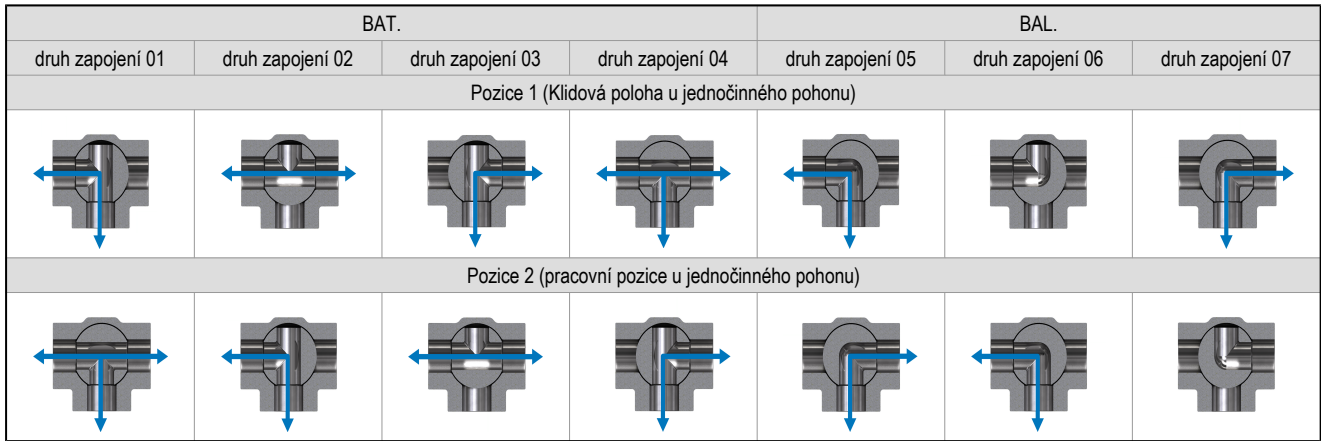 BAT. BAL.
druh zapojení 01 druh zapojení 02 druh zapojení 03 druh zapojení 04 druh zapojení 05 druh zapojení 06 druh zapojení 07
Pozice 1 (Klidová poloha u jednočinného pohonu)
Pozice 2 (pracovní pozice u jednočinného pohonu)